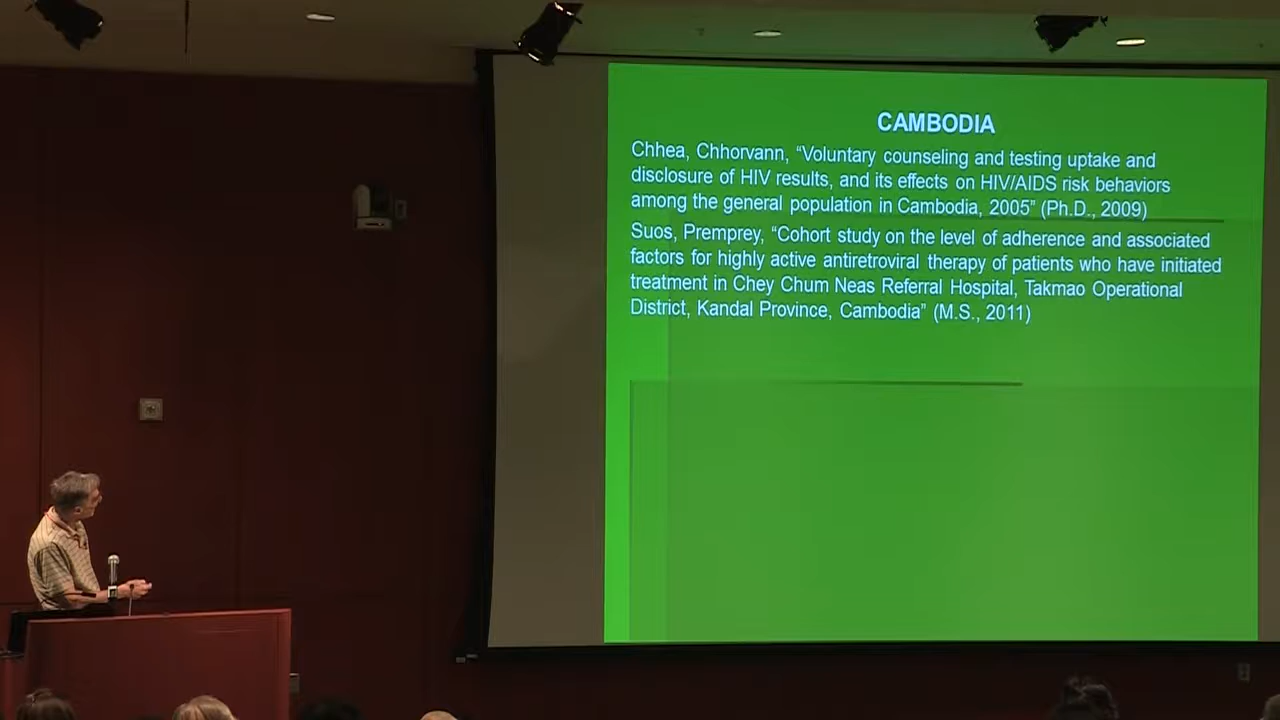 CAMBODIA
Chhea, Chhorvann, “Voluntary counseling and testing uptake and
disclosure of HIV results, and its effects on HIV/AIDS risk behaviors
among the general population in Cambodia, 2005” (Ph.D., 2009)
Suos, Premprey, “Cohort study on the level of adherence and associated
factors for highly active antiretroviral therapy of patients who have initiated
treatment in Chey Chum Neas Referral Hospital, Takmao Operational
District, Kandal Province, Cambodia” (M.S., 2011)